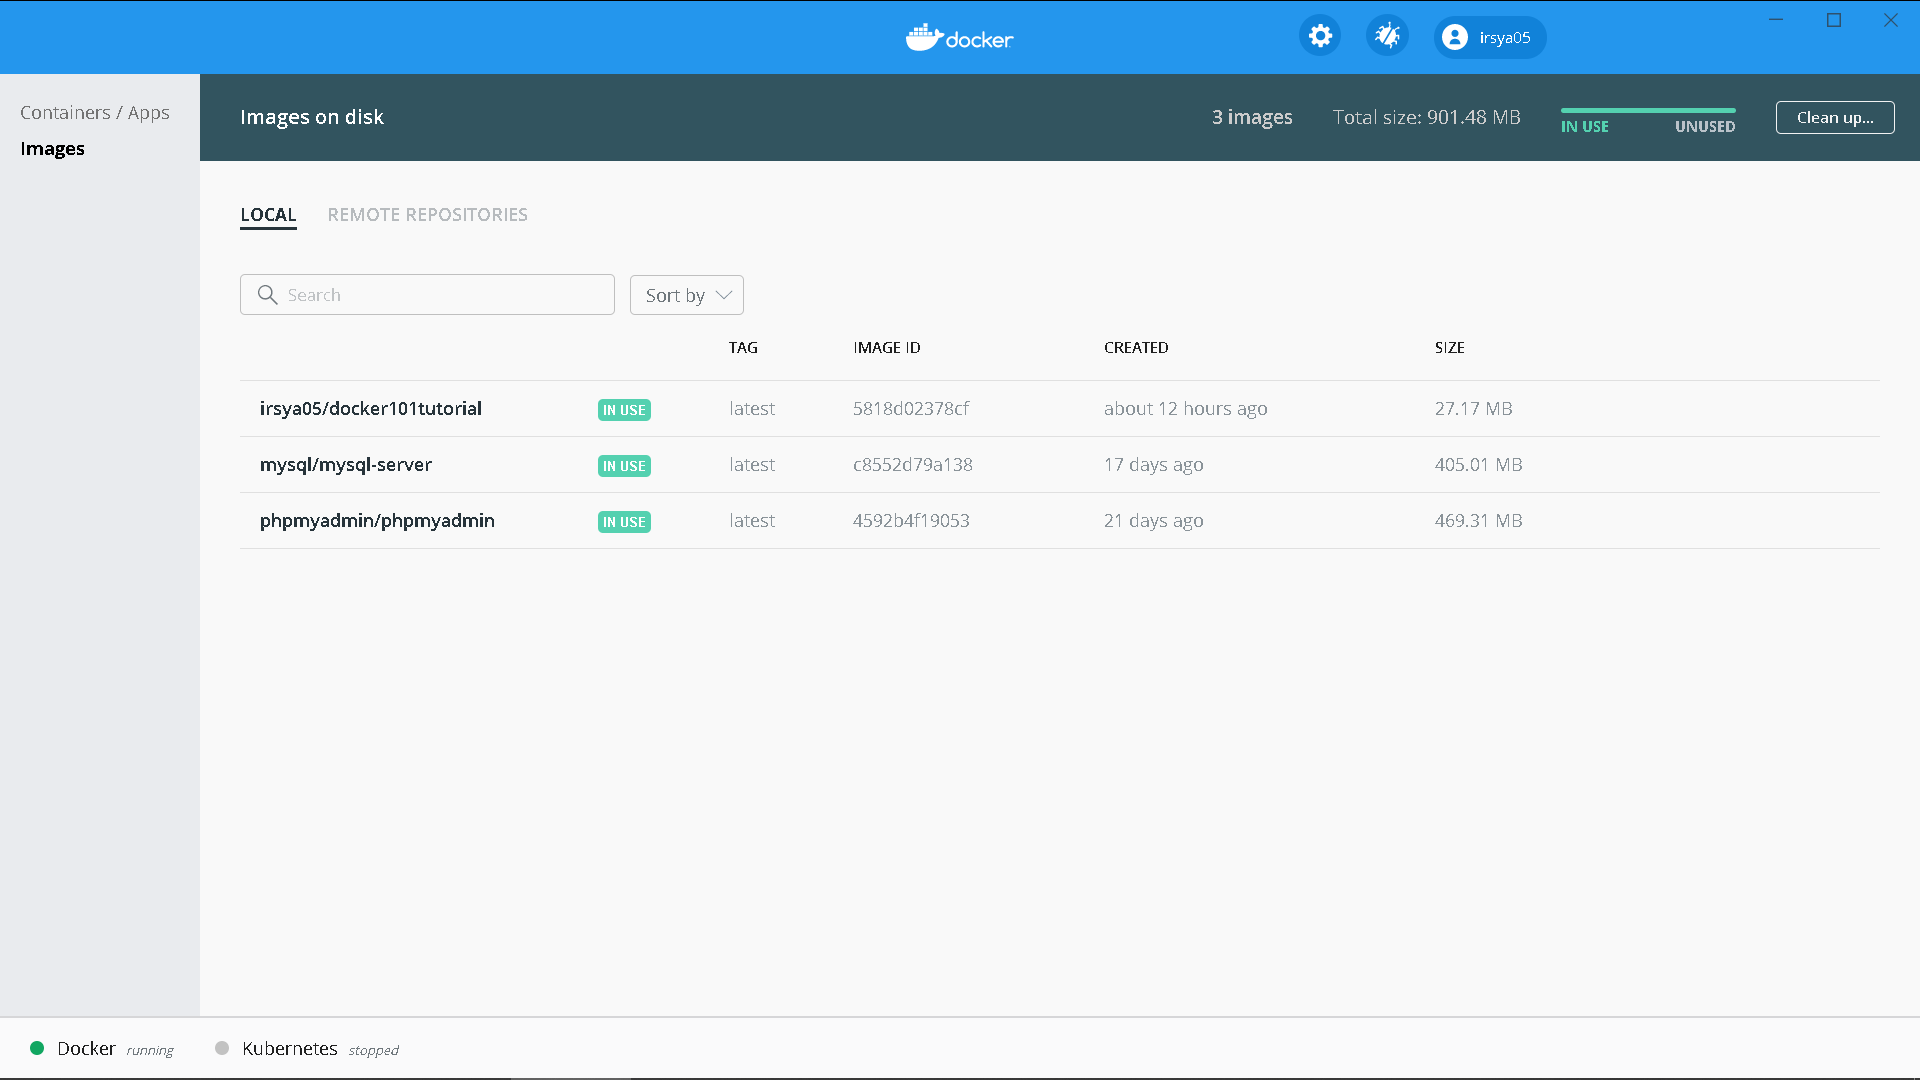 docker
irsya05
Containers / Apps
Images
Images on disk
3 images
Total size: 901.48 MB
IN USE
UNUSED
Clean up...
LOCAL
REMOTE REPOSITORIES
Search
Sort by
TAG
IMAGE ID
CREATED
SIZE
irsya05/docker101tutorial IN USE latest 5818d02378cf about 12 hours ago 27.17 MB
mysql/mysql-server IN USE latest c8552d79a138 17 days ago 405.01 MB
phpmyadmin/phpmyadmin IN USE latest 4592b4f19053 21 days ago 469.31 MB
Docker running
Kubernetes stopped